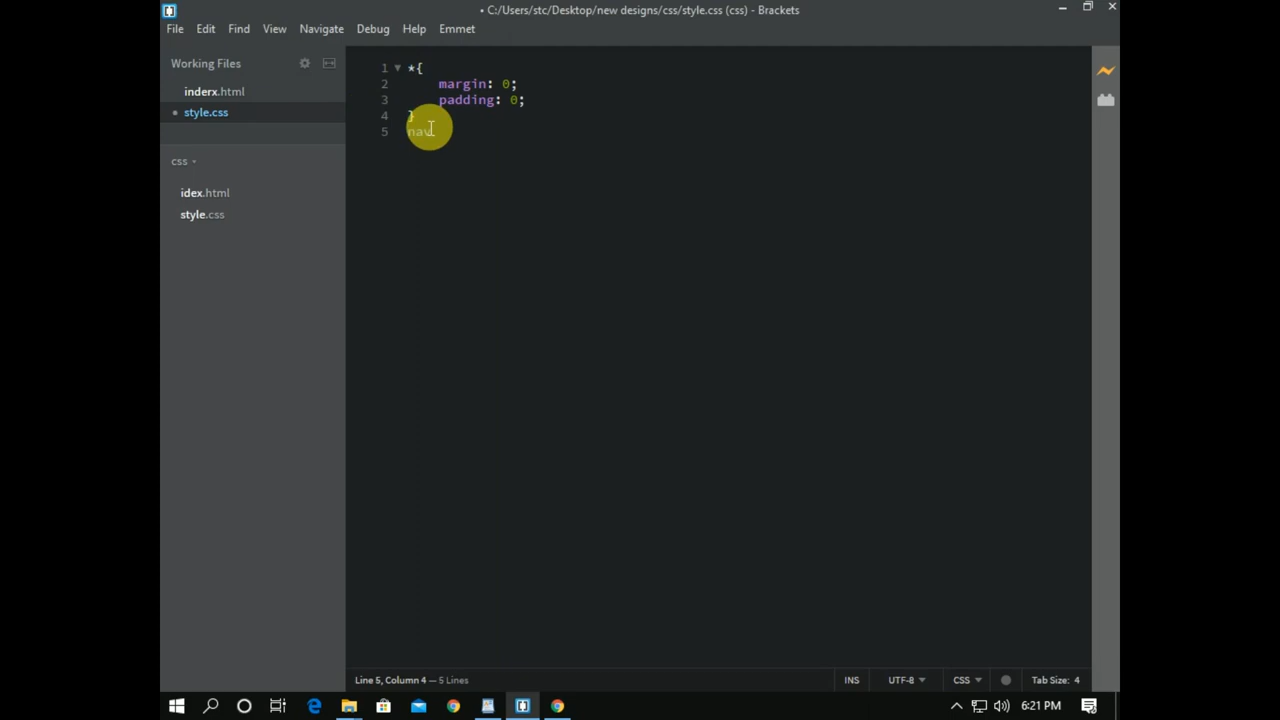 • C:/Users/stc/Desktop/new designs/css/style.css (css) - Brackets
File Edit Find View Navigate Debug Help Emmet
Working Files
inderx.html
• style.css
css
idex.html
style.css
1 *{
2 margin: 0;
3 padding: 0;
4 }
5 nav
Line 5, Column 4 — 5 Lines
INS UTF-8 CSS Tab Size: 4
6:21 PM